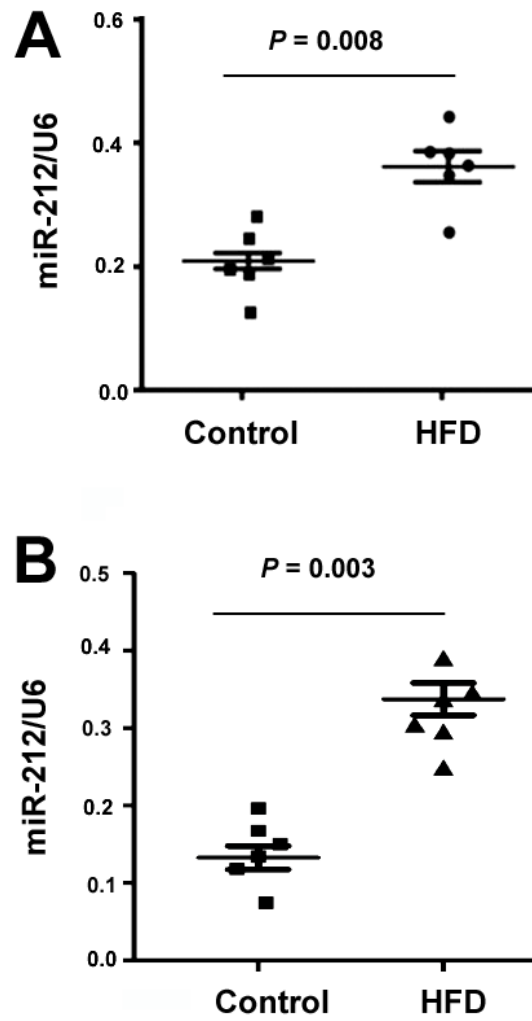 A
P = 0.008
miR-212/U6
0.6
0.4
0.2
0.0
Control HFD
B
P = 0.003
miR-212/U6
0.5
0.4
0.3
0.2
0.1
0.0
Control HFD